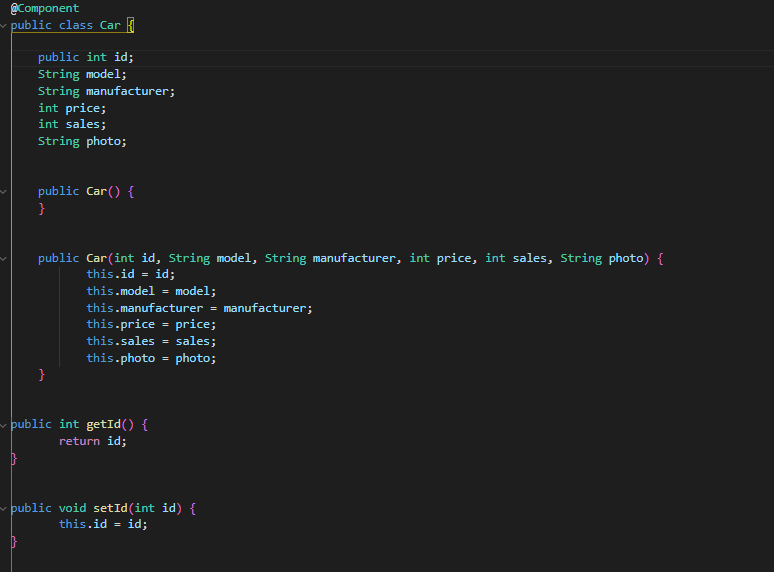 @Component
public class Car {
public int id;
String model;
String manufacturer;
int price;
int sales;
String photo;
public Car() {
}
public Car(int id, String model, String manufacturer, int price, int sales, String photo) {
this.id = id;
this.model = model;
this.manufacturer = manufacturer;
this.price = price;
this.sales = sales;
this.photo = photo;
}
public int getId() {
return id;
}
public void setId(int id) {
this.id = id;
}